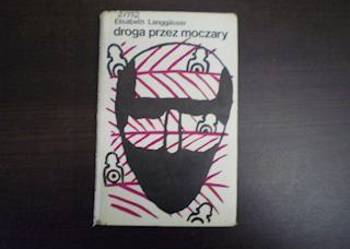 Elisabeth Langgässer
droga przez moczary